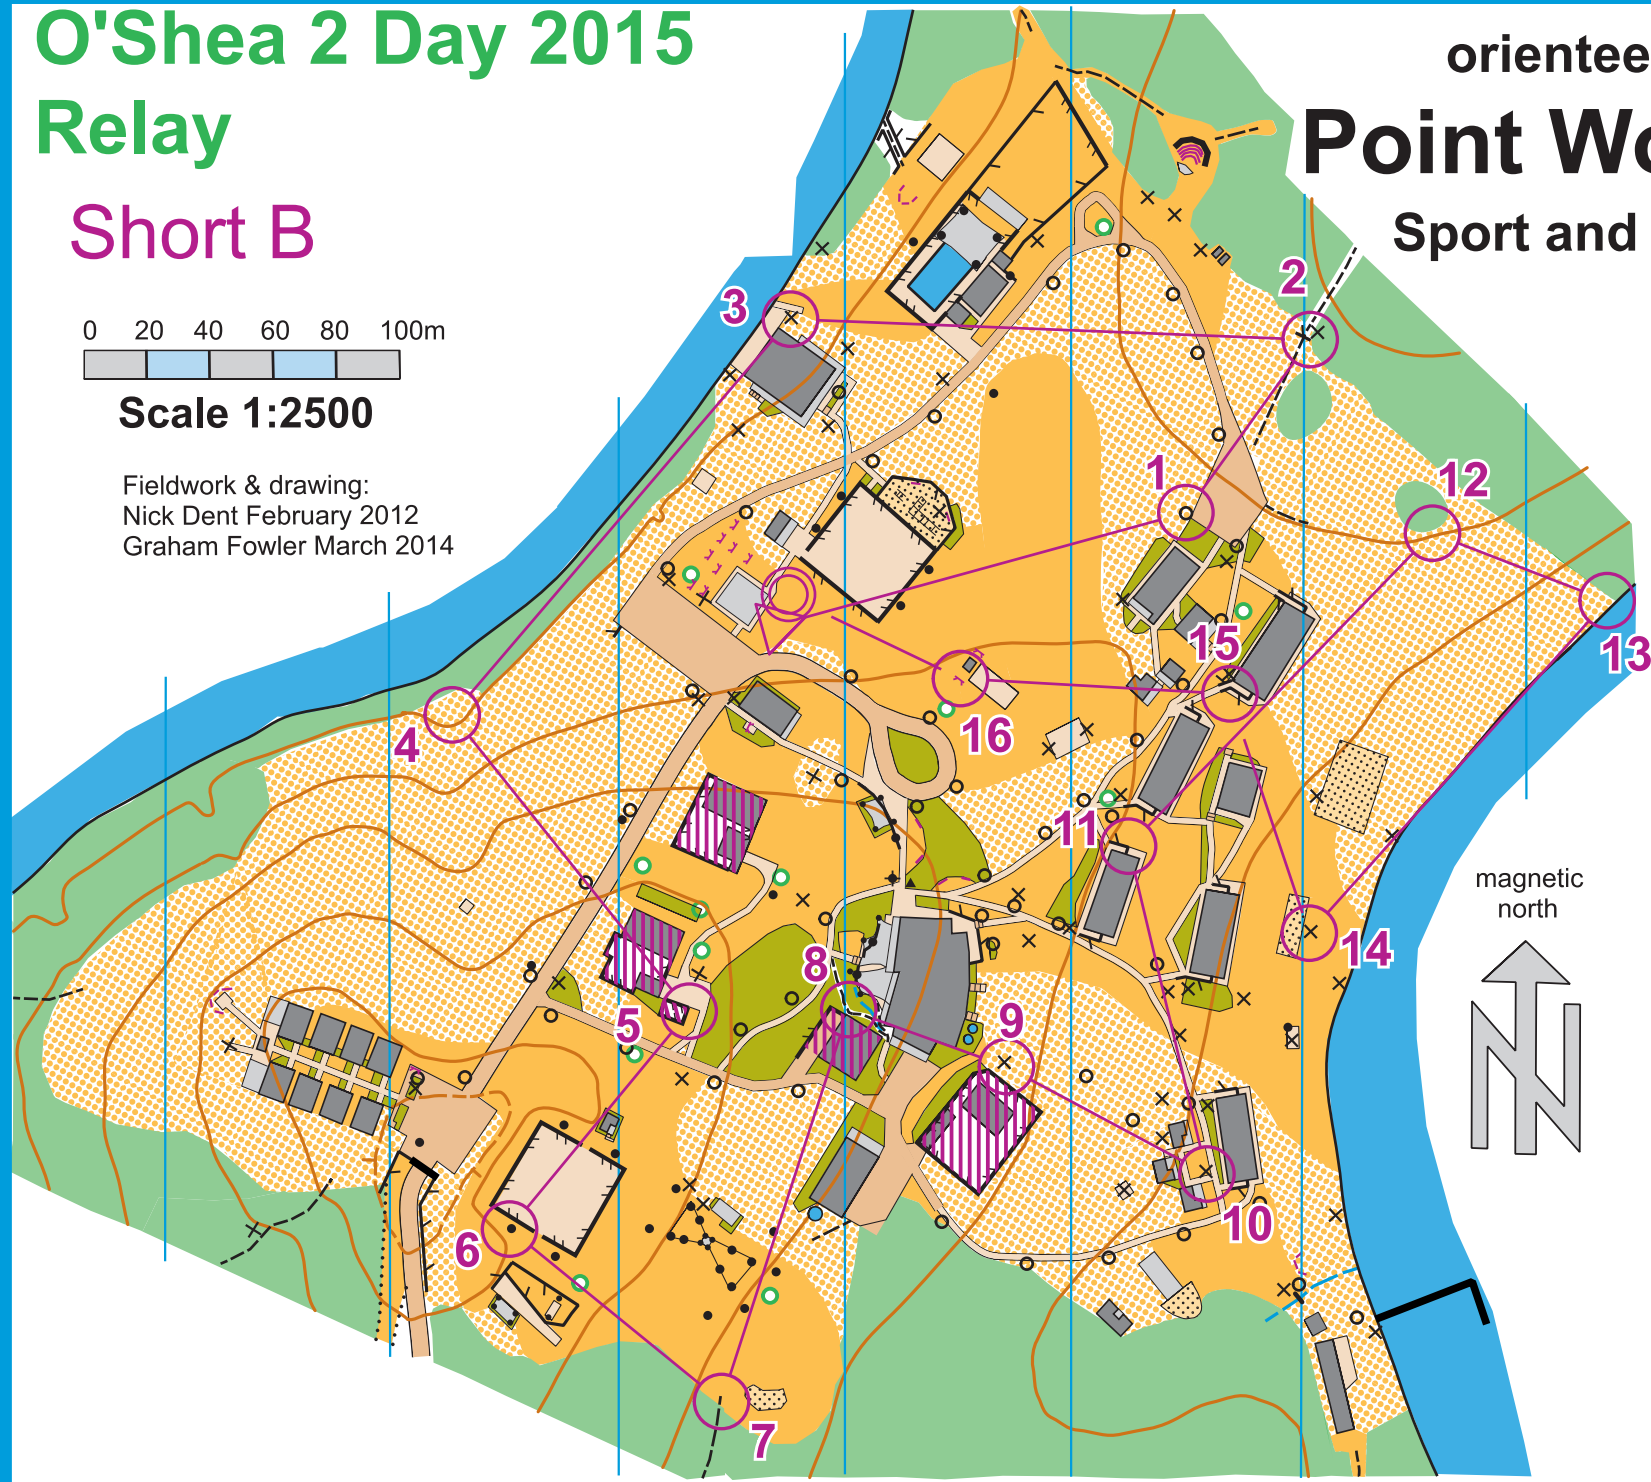 O'Shea 2 Day 2015
Relay
Short B
0 20 40 60 80 100m
Scale 1:2500
Fieldwork & drawing:
Nick Dent February 2012
Graham Fowler March 2014
Point
Sport and
magnetic
north
1
2
3
4
5
6
7
8
9
10
11
12
13
14
15
16